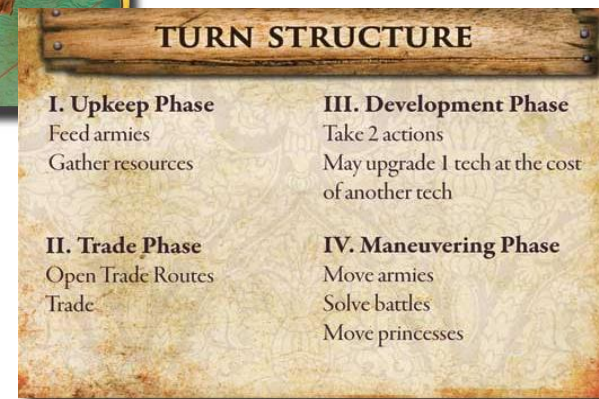 TURN STRUCTURE
I. Upkeep Phase
Feed armies
Gather resources
II. Trade Phase
Open Trade Routes
Trade
III. Development Phase
Take 2 actions
May upgrade 1 tech at the cost
of another tech
IV. Maneuvering Phase
Move armies
Solve battles
Move princesses